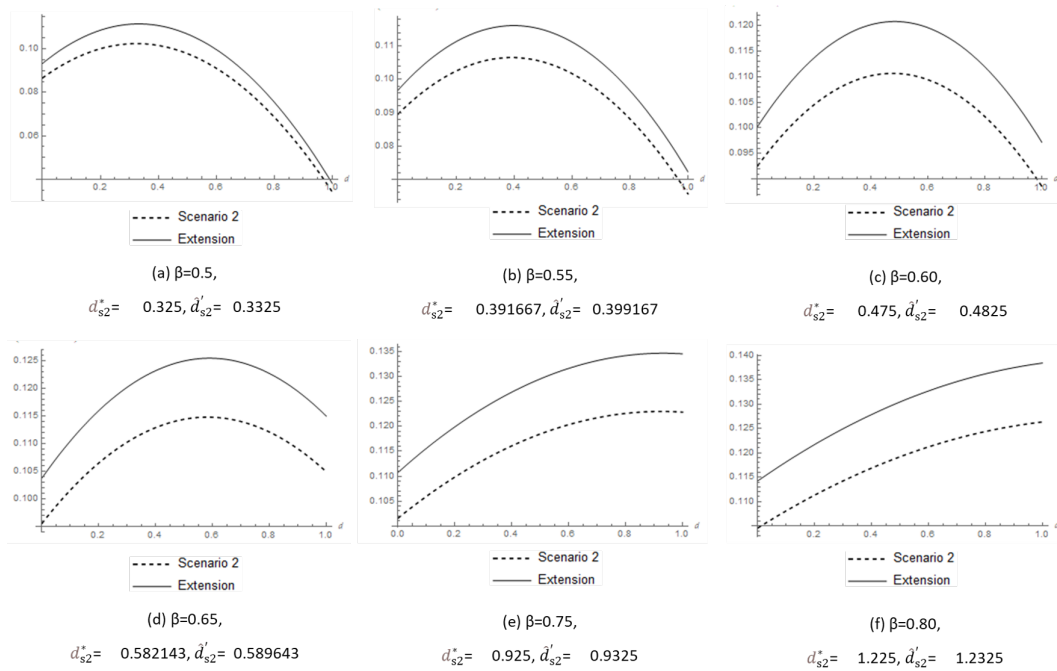 0.10
0.08
0.06
0.2 0.4 0.6 0.8 1.0 d
Scenario 2
Extension
(a) β=0.5,
d*s2= 0.325, d̂′s2= 0.3325
0.11
0.10
0.09
0.08
0.2 0.4 0.6 0.8 1.0 d
Scenario 2
Extension
(b) β=0.55,
d*s2= 0.391667, d̂′s2= 0.399167
0.120
0.115
0.110
0.105
0.100
0.095
0.2 0.4 0.6 0.8 1.0 d
Scenario 2
Extension
(c) β=0.60,
d*s2= 0.475, d̂′s2= 0.4825
0.125
0.120
0.115
0.110
0.105
0.100
0.2 0.4 0.6 0.8 1.0 d
Scenario 2
Extension
(d) β=0.65,
d*s2= 0.582143, d̂′s2= 0.589643
0.135
0.130
0.125
0.120
0.115
0.110
0.105
0.0 0.2 0.4 0.6 0.8 1.0 d
Scenario 2
Extension
(e) β=0.75,
d*s2= 0.925, d̂′s2= 0.9325
0.140
0.135
0.130
0.125
0.120
0.115
0.110
0.0 0.2 0.4 0.6 0.8 1.0 d
Scenario 2
Extension
(f) β=0.80,
d*s2= 1.225, d̂′s2= 1.2325